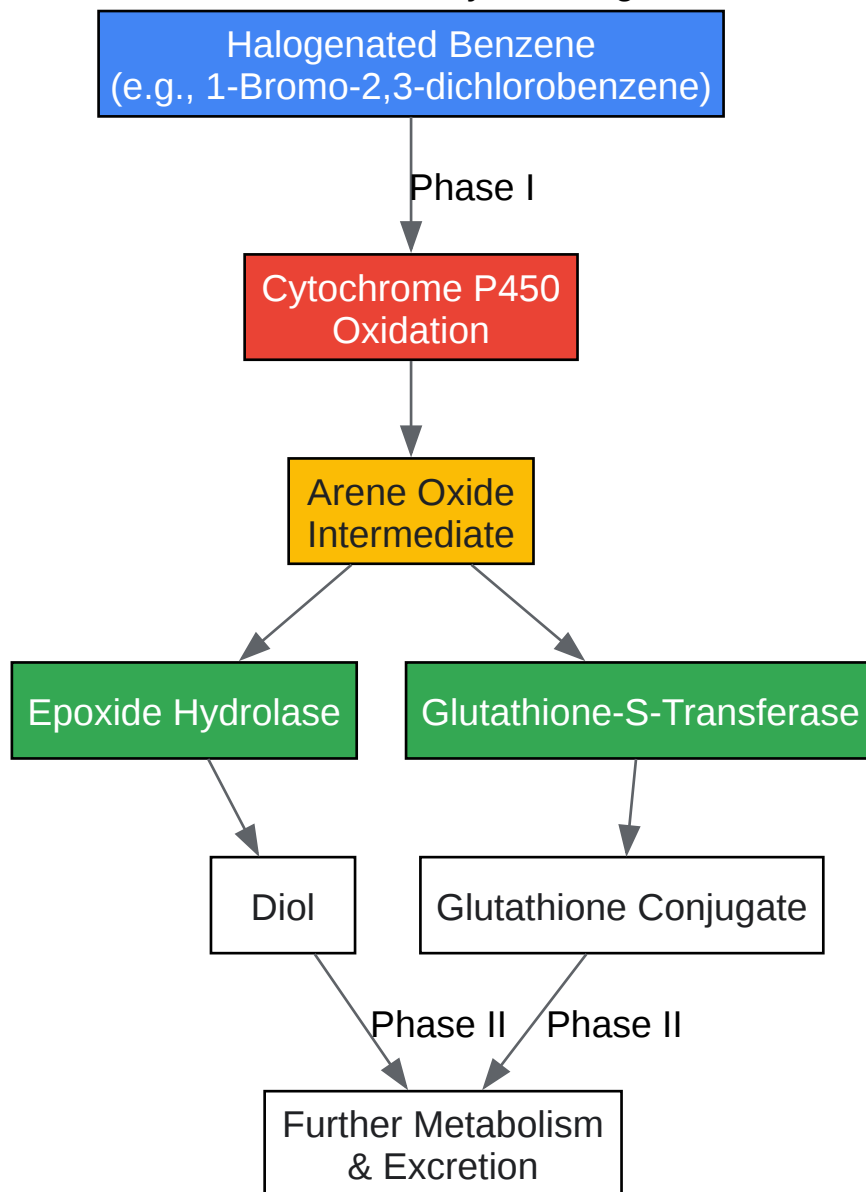 Halogenated Benzene
(e.g., 1-Bromo-2,3-dichlorobenzene)
Phase I
Cytochrome P450
Oxidation
Arene Oxide
Intermediate
Epoxide Hydrolase
Glutathione-S-Transferase
Diol
Glutathione Conjugate
Phase II
Phase II
Further Metabolism
& Excretion